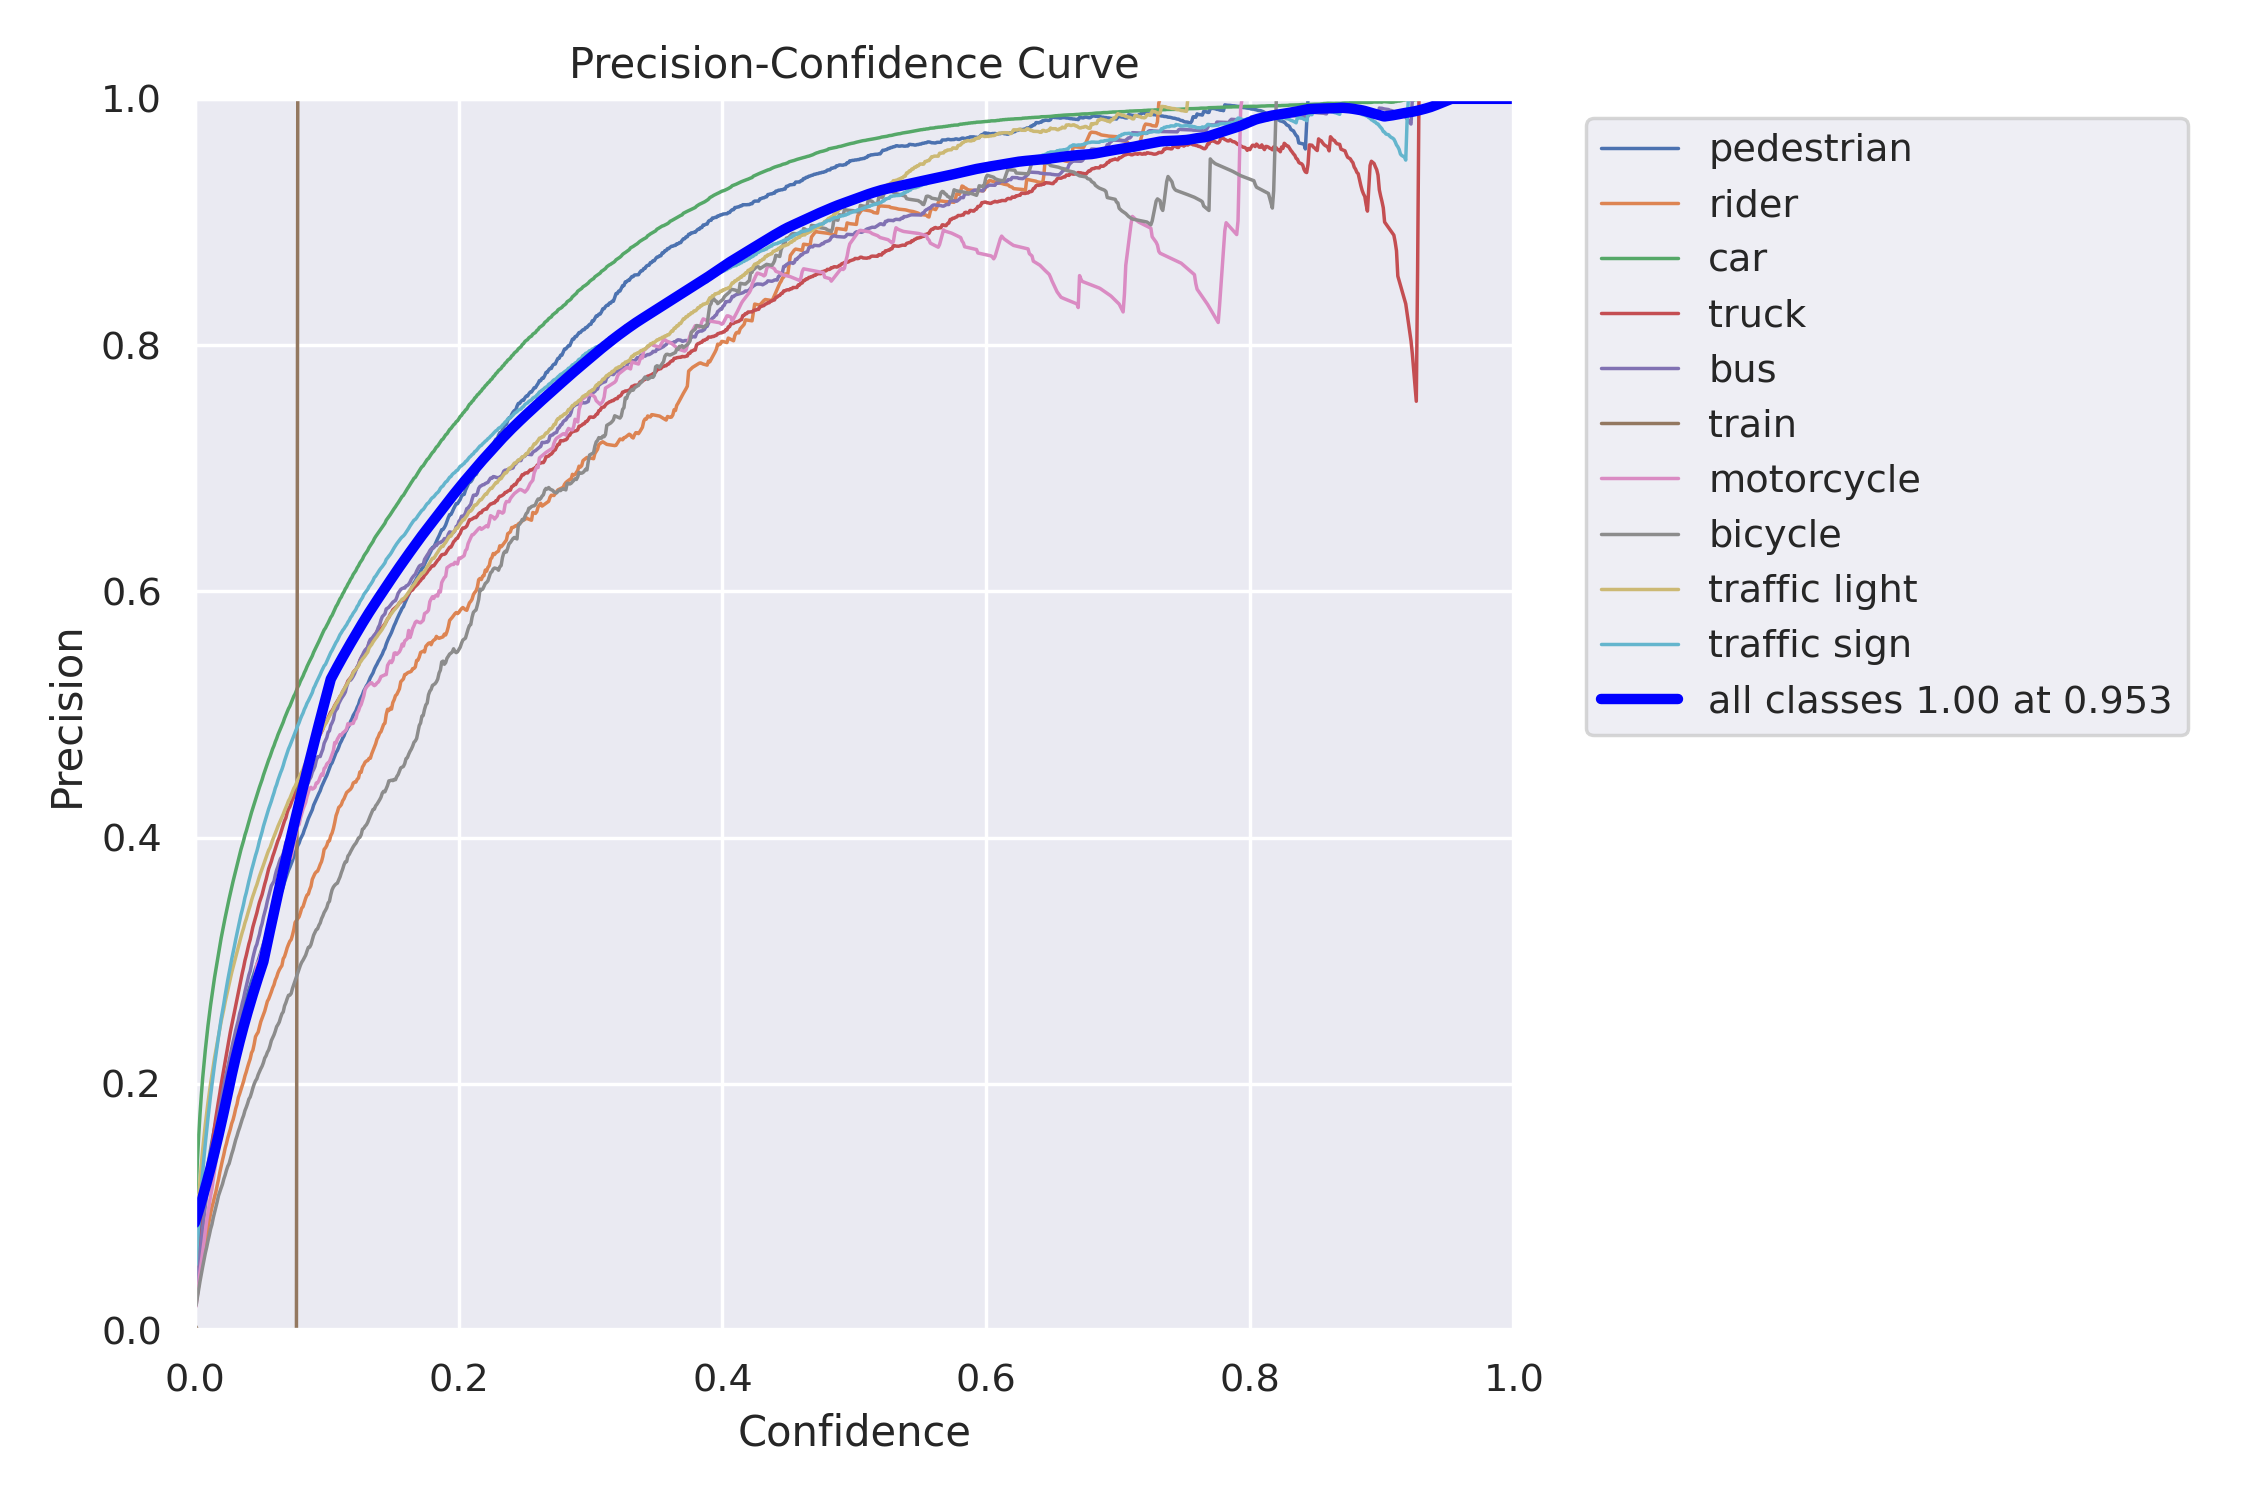 Precision-Confidence Curve
1.0
0.8
0.6
0.4
0.2
0.0
Precision
0.0 0.2 0.4 0.6 0.8 1.0
Confidence
pedestrian
rider
car
truck
bus
train
motorcycle
bicycle
traffic light
traffic sign
all classes 1.00 at 0.953